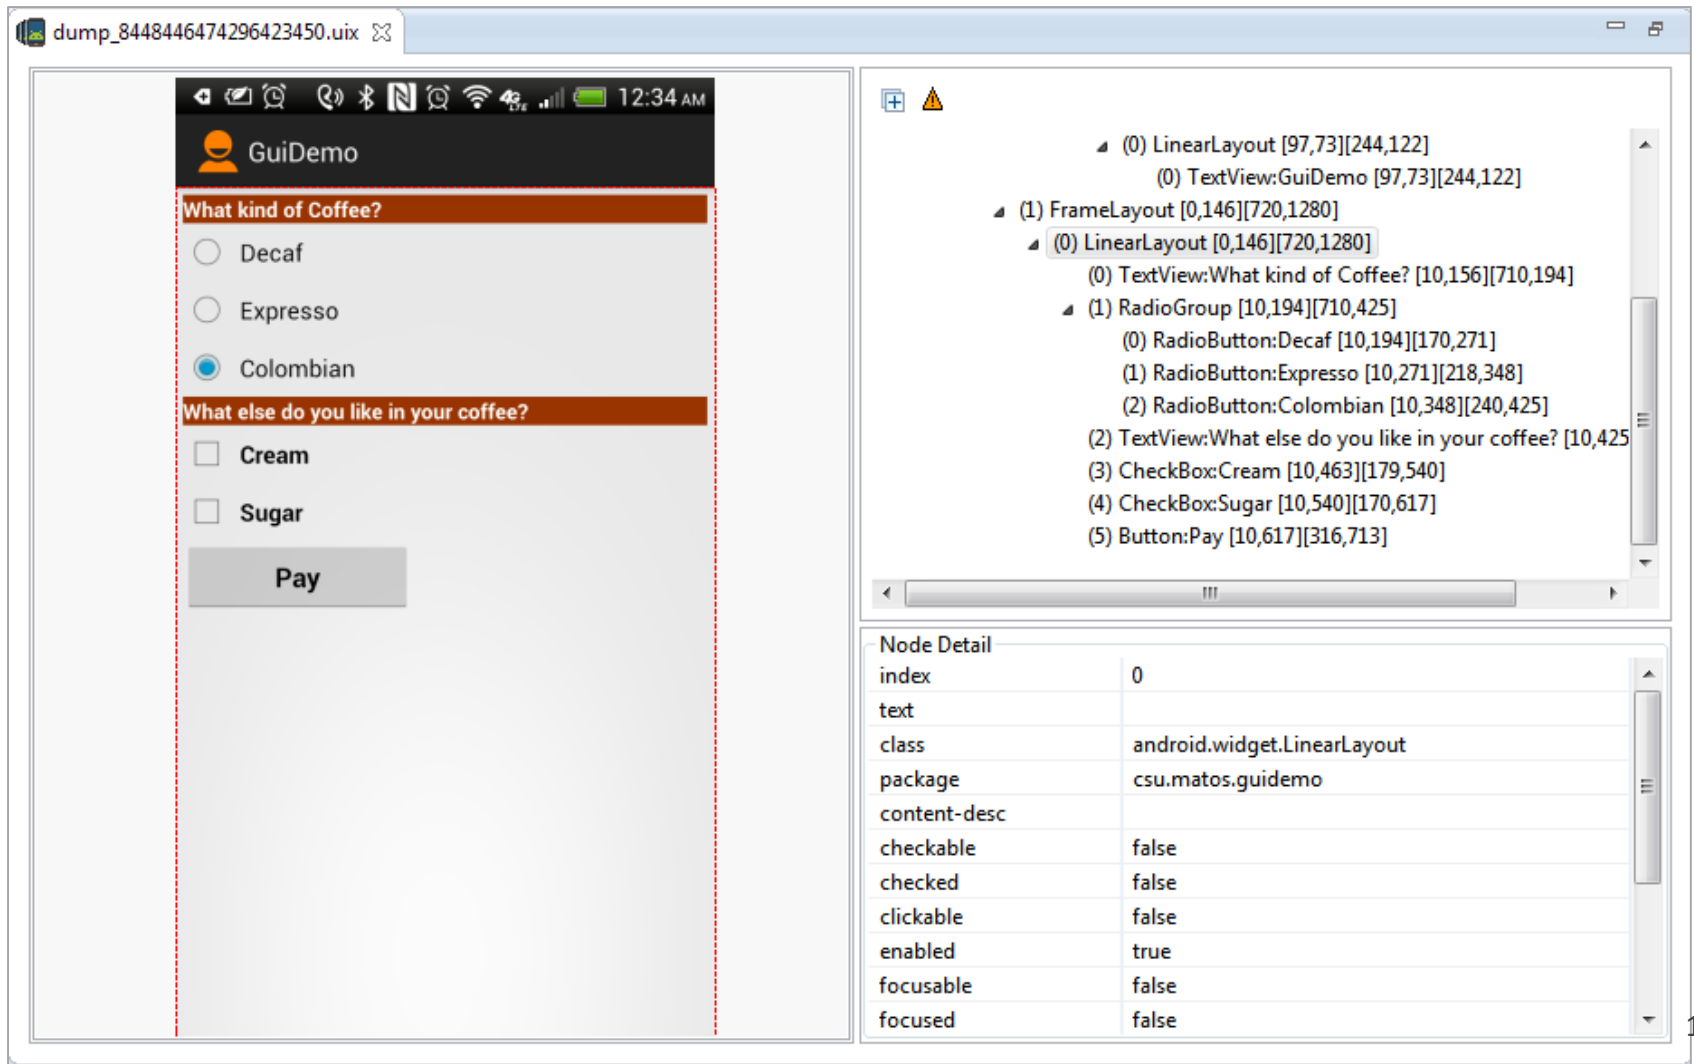 dump_8448446474296423450.uix
12:34 AM
GuiDemo
What kind of Coffee?
Decaf
Expresso
Colombian
What else do you like in your coffee?
Cream
Sugar
Pay
(0) LinearLayout [97,73][244,122]
(0) TextView:GuiDemo [97,73][244,122]
(1) FrameLayout [0,146][720,1280]
(0) LinearLayout [0,146][720,1280]
(0) TextView:What kind of Coffee? [10,156][710,194]
(1) RadioGroup [10,194][710,425]
(0) RadioButton:Decaf [10,194][170,271]
(1) RadioButton:Expresso [10,271][218,348]
(2) RadioButton:Colombian [10,348][240,425]
(2) TextView:What else do you like in your coffee? [10,425
(3) CheckBox:Cream [10,463][179,540]
(4) CheckBox:Sugar [10,540][170,617]
(5) Button:Pay [10,617][316,713]
Node Detail
index 0
text
class android.widget.LinearLayout
package csu.matos.guidemo
content-desc
checkable false
checked false
clickable false
enabled true
focusable false
focused false